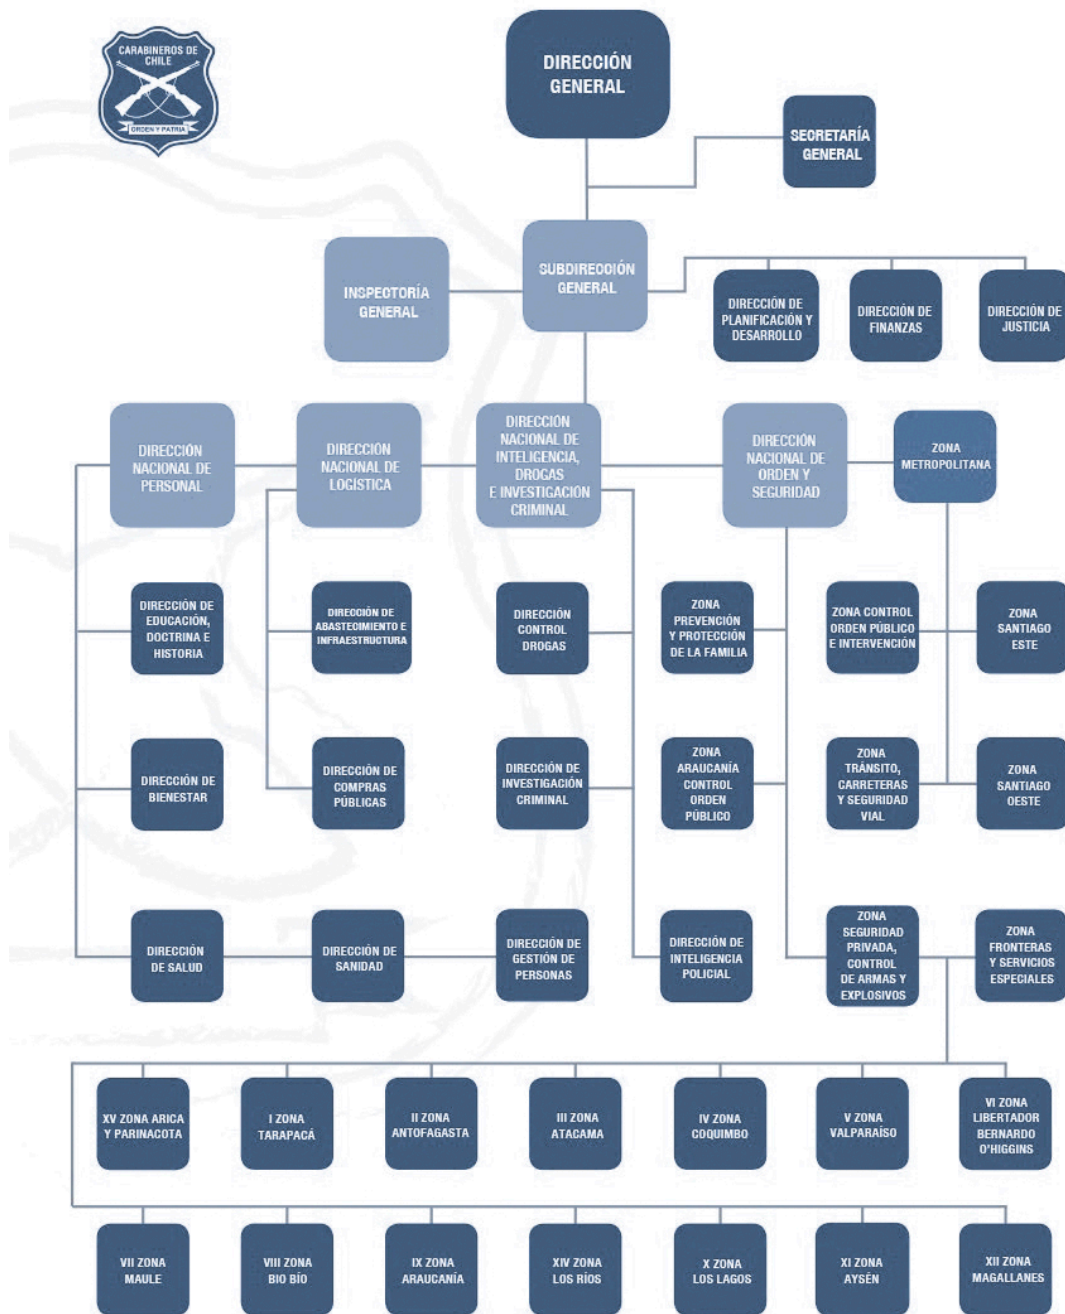 CARABINEROS DE
CHILE
ORDEN Y PATRIA
DIRECCIÓN
GENERAL
SECRETARÍA
GENERAL
INSPECTORÍA
GENERAL
SUBDIRECCIÓN
GENERAL
DIRECCIÓN DE
PLANIFICACIÓN Y
DESARROLLO
DIRECCIÓN DE
FINANZAS
DIRECCIÓN DE
JUSTICIA
DIRECCIÓN
NACIONAL DE
PERSONAL
DIRECCIÓN
NACIONAL DE
LOGÍSTICA
DIRECCIÓN
NACIONAL DE
INTELIGENCIA,
DROGAS
E INVESTIGACIÓN
CRIMINAL
DIRECCIÓN
NACIONAL DE
ORDEN Y
SEGURIDAD
ZONA
METROPOLITANA
DIRECCIÓN DE
EDUCACIÓN,
DOCTRINA E
HISTORIA
DIRECCIÓN DE
ABASTECIMIENTO E
INFRAESTRUCTURA
DIRECCIÓN
CONTROL
DROGAS
ZONA
PREVENCIÓN
Y PROTECCIÓN
DE LA FAMILIA
ZONA CONTROL
ORDEN PÚBLICO
E INTERVENCIÓN
ZONA
SANTIAGO
ESTE
DIRECCIÓN DE
BIENESTAR
DIRECCIÓN DE
COMPRAS
PÚBLICAS
DIRECCIÓN DE
INVESTIGACIÓN
CRIMINAL
ZONA
ARAUCANÍA
CONTROL
ORDEN
PÚBLICO
ZONA
TRÁNSITO,
CARRETERAS
Y SEGURIDAD
VIAL
ZONA
SANTIAGO
OESTE
DIRECCIÓN
DE SALUD
DIRECCIÓN DE
SANIDAD
DIRECCIÓN DE
GESTIÓN DE
PERSONAS
DIRECCIÓN DE
INTELIGENCIA
POLICIAL
ZONA
SEGURIDAD
PRIVADA,
CONTROL
DE ARMAS Y
EXPLOSIVOS
ZONA
FRONTERAS
Y SERVICIOS
ESPECIALES
XV ZONA ARICA
Y PARINACOTA
I ZONA
TARAPACÁ
II ZONA
ANTOFAGASTA
III ZONA
ATACAMA
IV ZONA
COQUIMBO
V ZONA
VALPARAÍSO
VI ZONA
LIBERTADOR
BERNARDO
O'HIGGINS
VII ZONA
MAULE
VIII ZONA
BIO BÍO
IX ZONA
ARAUCANÍA
XIV ZONA
LOS RÍOS
X ZONA
LOS LAGOS
XI ZONA
AYSÉN
XII ZONA
MAGALLANES